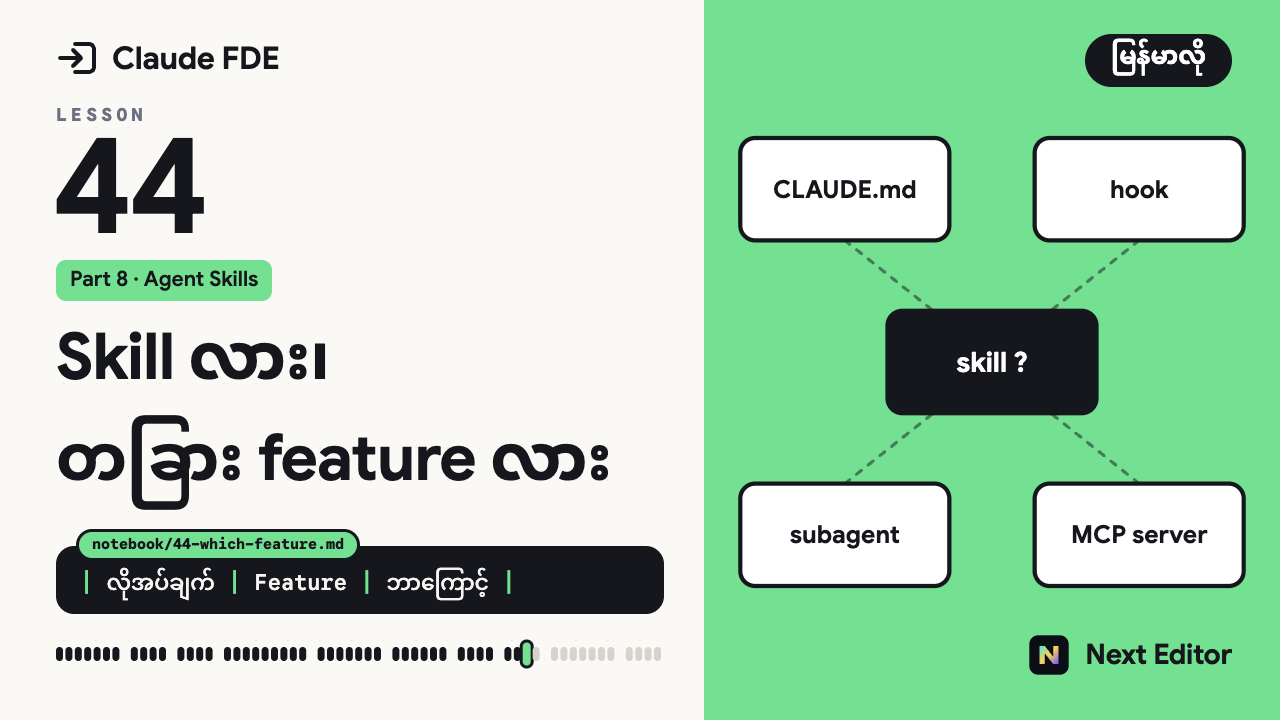 Claude FDE
LESSON
44
Part 8 · Agent Skills
Skill လား၊
တခြား feature လား
notebook/44-which-feature.md
| လိုအပ်ချက် | Feature | ဘာကြောင့် |
မြန်မာလို
CLAUDE.md
hook
skill ?
subagent
MCP server
N
Next Editor